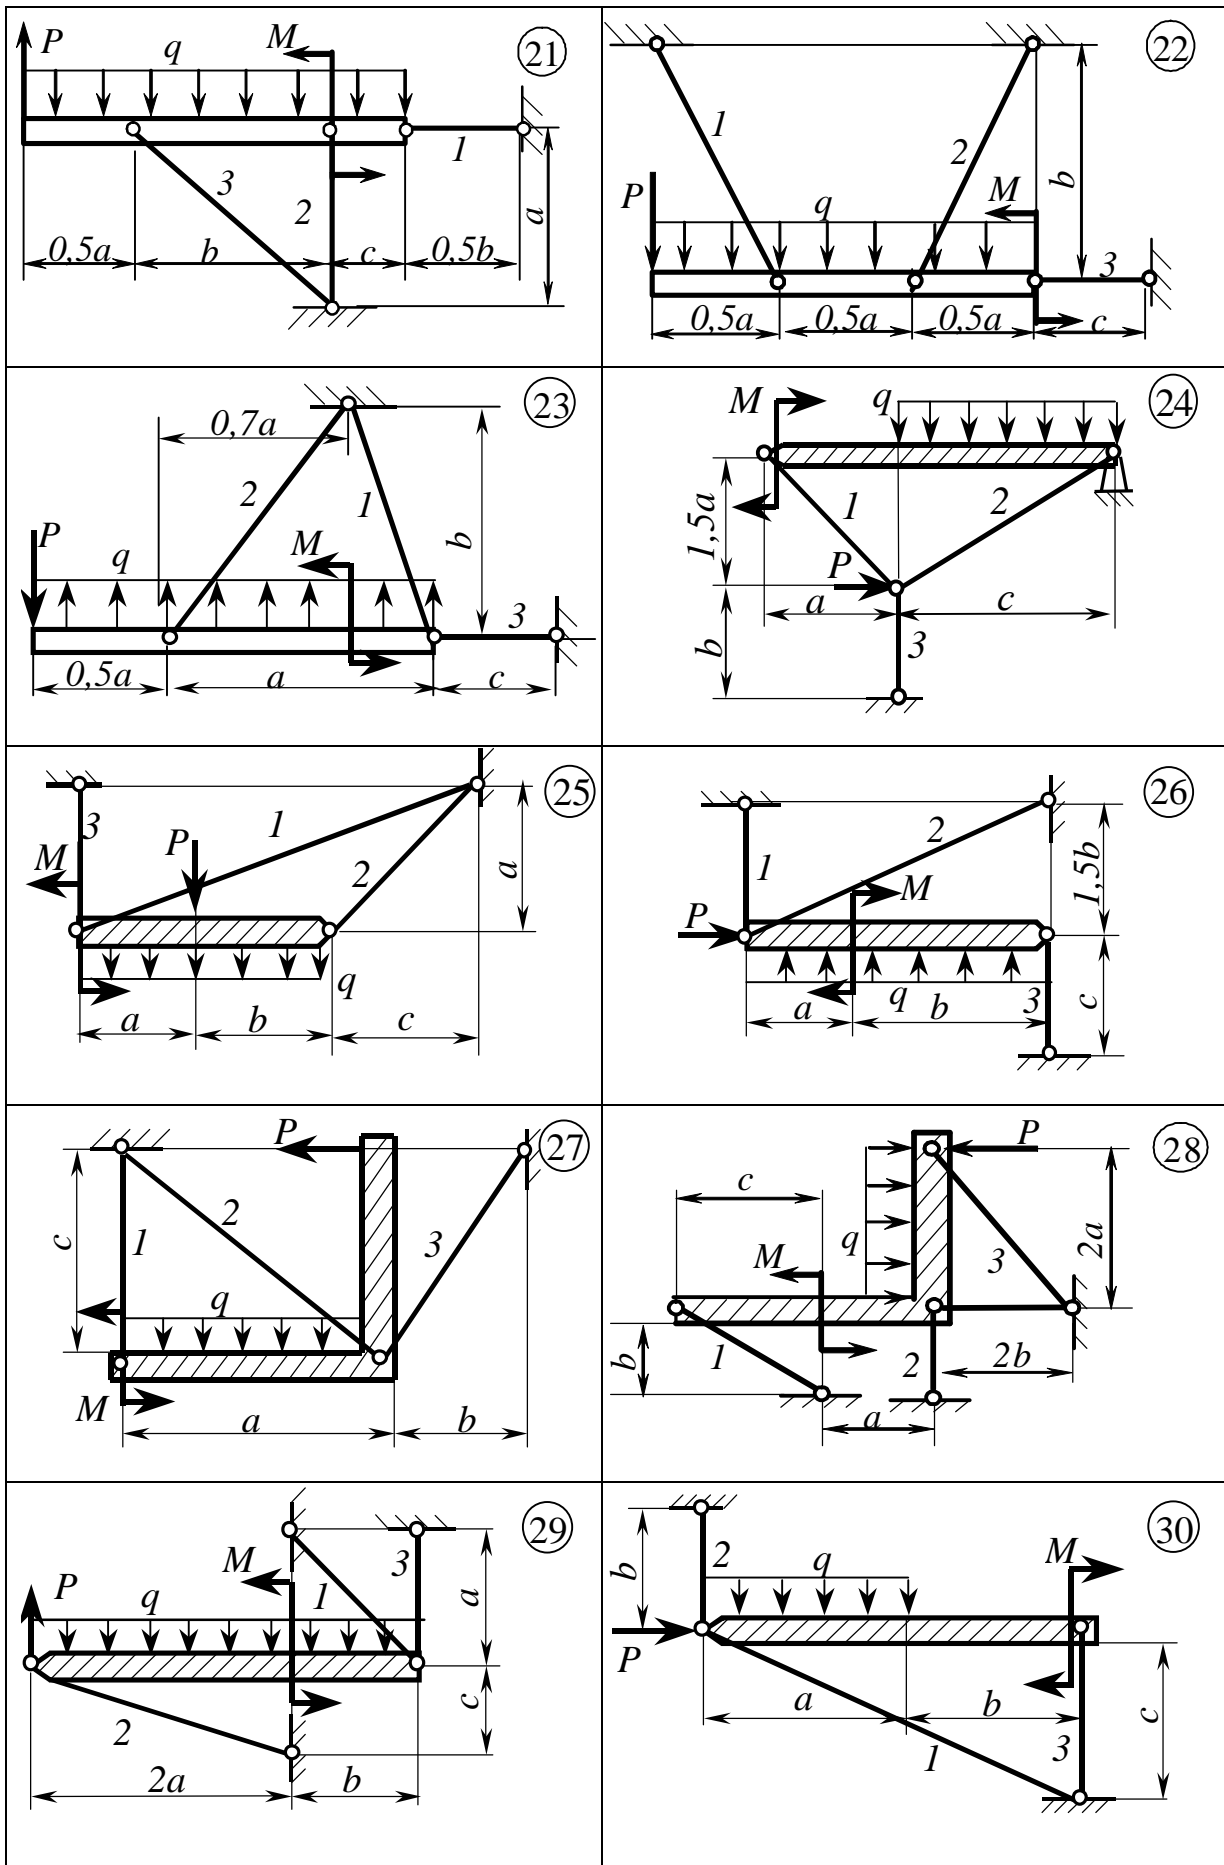 P q M 21
3 2 1 a
0,5a b c 0,5b
22
1 2 b
P q M 3
0,5a 0,5a 0,5a c
23
0,7a
2 1 b
P q M 3
0,5a a c
M q 24
1,5a 1 2
P
a c
b 3
25
3 1 a
M P 2
q
a b c
26
1 2 1,5b
P M
a q b 3 c
P 27
c 1 2 3
q
M a b
P 28
c
q 2a
M 3
b 1 2 2b
a
29
P q M 1 3 a
2 c
2a b
30
b 2 q M
P
a b c
1 3